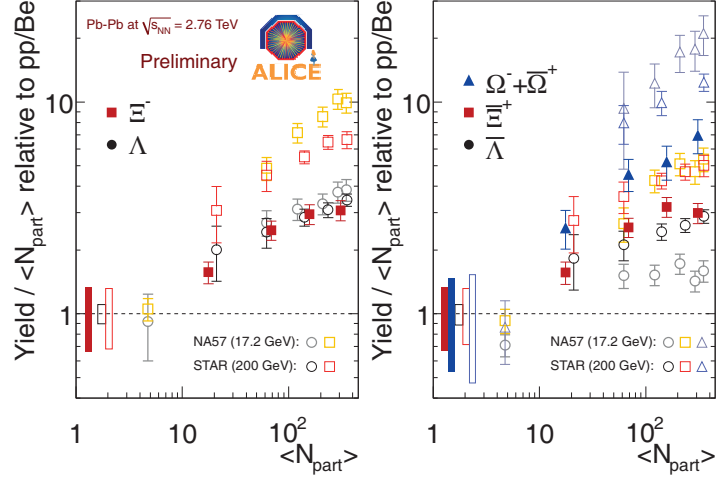 Pb-Pb at √sNN = 2.76 TeV
Preliminary
ALICE
Ξ-
Λ
NA57 (17.2 GeV):
STAR (200 GeV):
Yield / <Npart> relative to pp/Be
10
1
1
10
10²
<Npart>
Ω- + Ω̅+
Ξ̅+
Λ̅
NA57 (17.2 GeV):
STAR (200 GeV):
Yield / <Npart> relative to pp/Be
10
1
1
10
10²
<Npart>